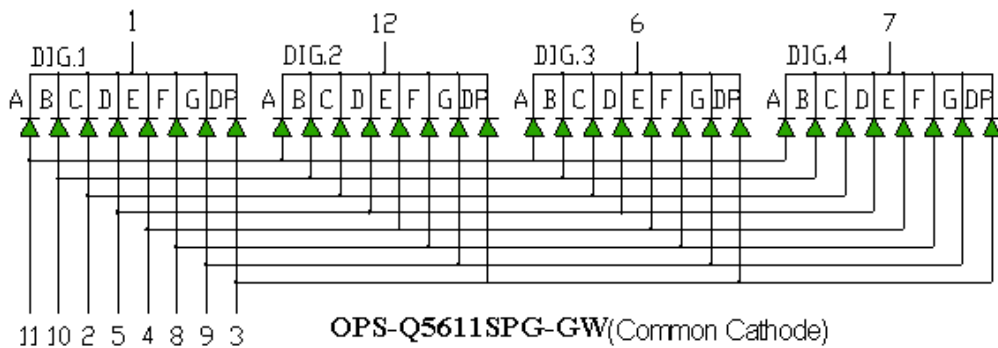 1 12 6 7
DIG.1 DIG.2 DIG.3 DIG.4
A B C D E F G DP A B C D E F G DP A B C D E F G DP A B C D E F G DP
11 10 2 5 4 8 9 3
OPS-Q5611SPG-GW(Common Cathode)